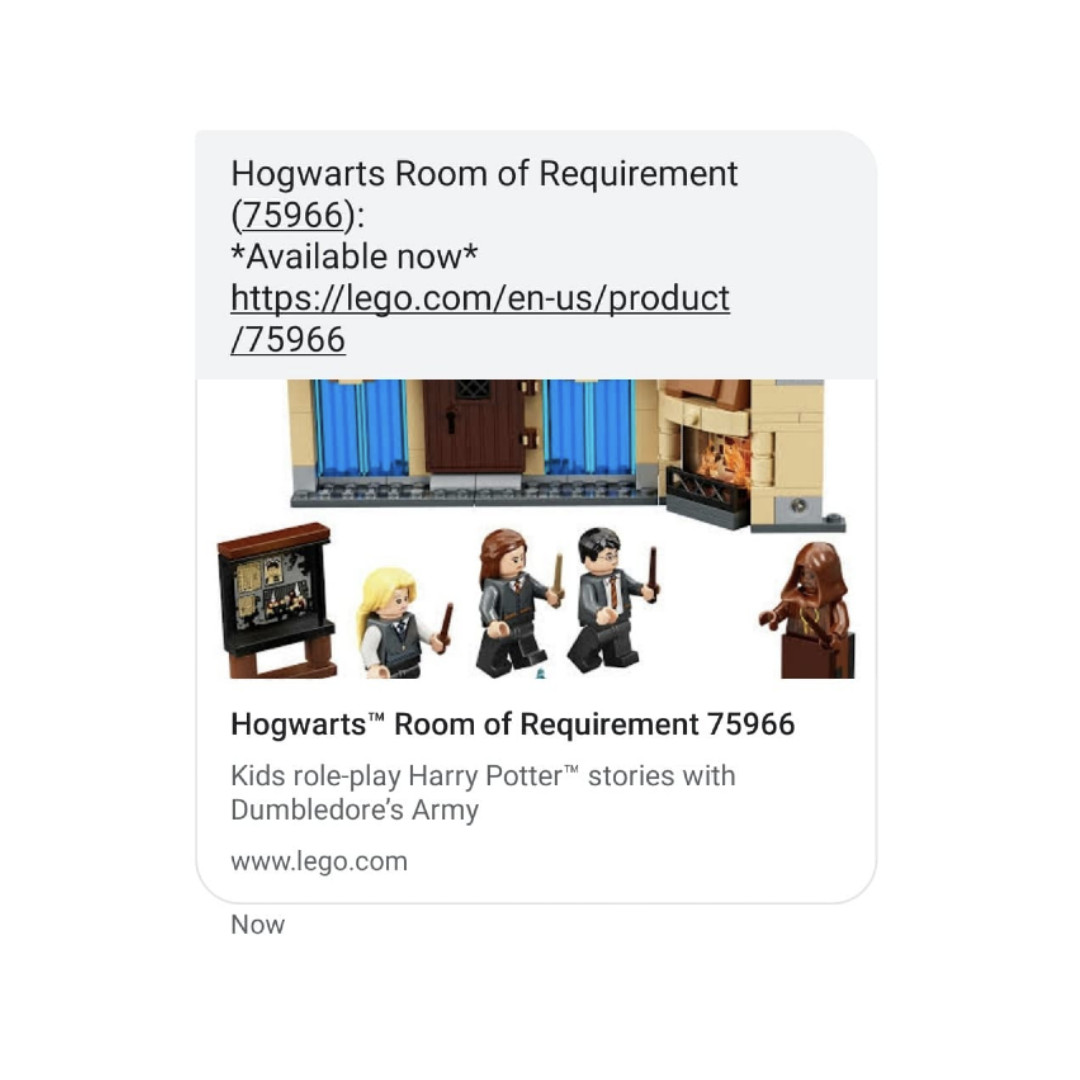 Hogwarts Room of Requirement
(75966):
*Available now*
https://lego.com/en-us/product
/75966
Hogwarts™ Room of Requirement 75966
Kids role-play Harry Potter™ stories with
Dumbledore’s Army
www.lego.com
Now